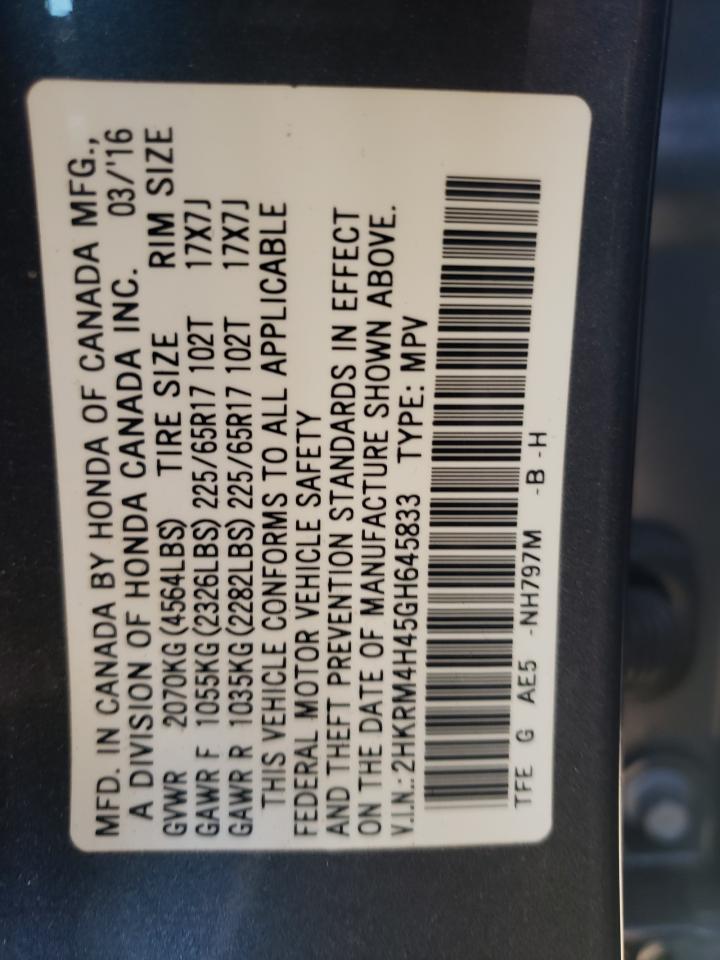 MFD. IN CANADA BY HONDA OF CANADA MFG.,
A DIVISION OF HONDA CANADA INC. 03/'16
GVWR 2070KG(4564LBS) TIRE SIZE RIM SIZE
GAWR F 1055KG(2326LBS) 225/65R17 102T 17X7J
GAWR R 1035KG(2282LBS) 225/65R17 102T 17X7J
THIS VEHICLE CONFORMS TO ALL APPLICABLE
FEDERAL MOTOR VEHICLE SAFETY
AND THEFT PREVENTION STANDARDS IN EFFECT
ON THE DATE OF MANUFACTURE SHOWN ABOVE.
V.I.N.:2HKRM4H45GH645833 TYPE: MPV
TFE G AE5 -NH797M -B -H